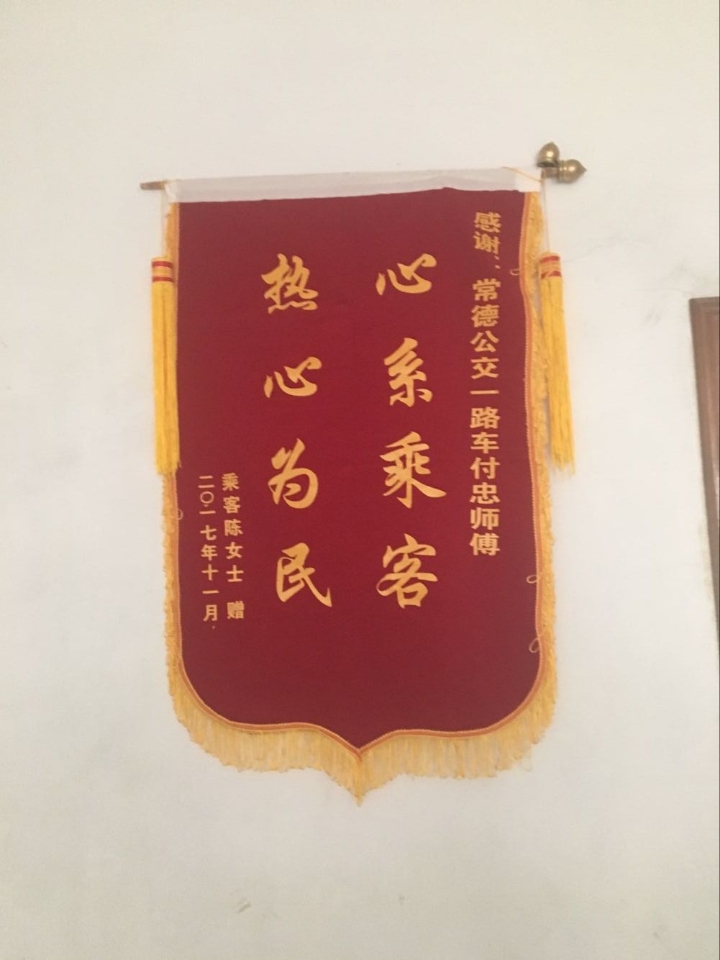 感谢:常德公交一路车付忠师傅
心系乘客
热心为民
乘客陈女士 赠
二〇一七年十一月.